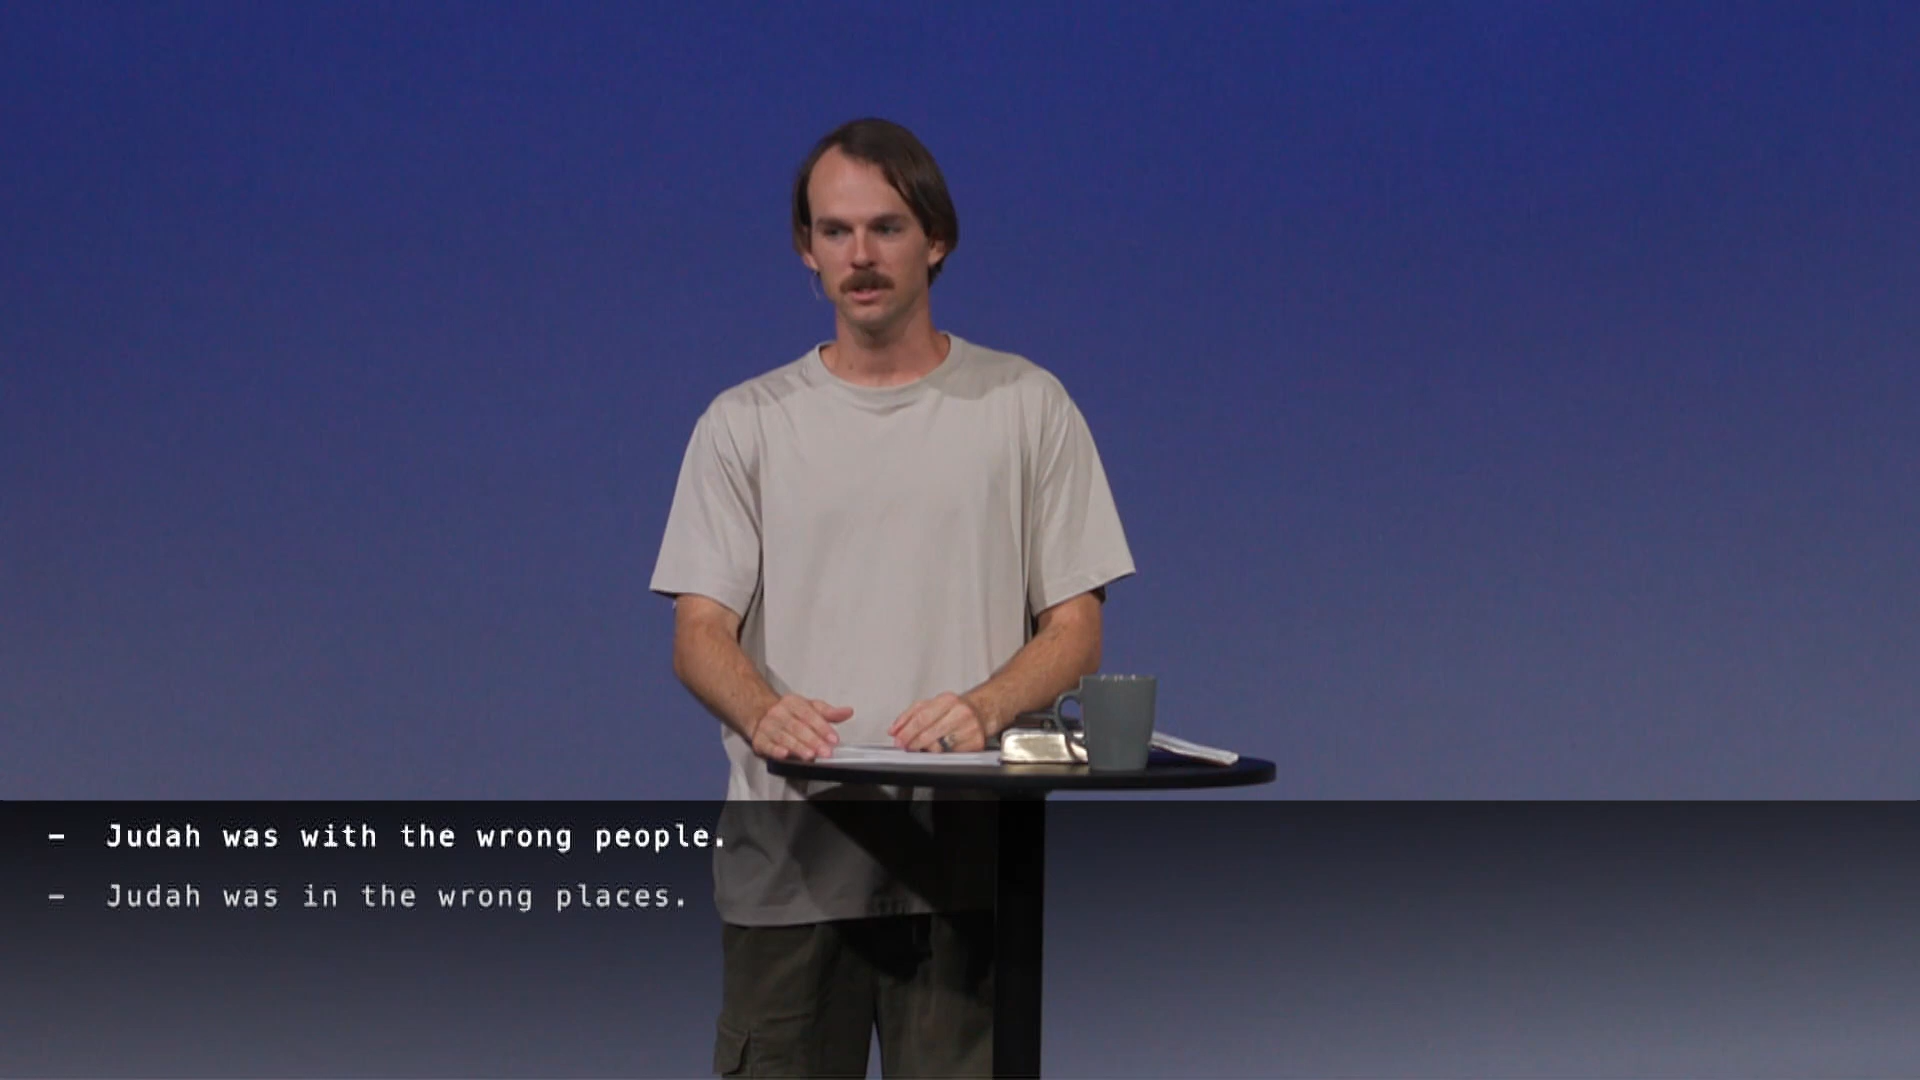 - Judah was with the wrong people.
- Judah was in the wrong places.